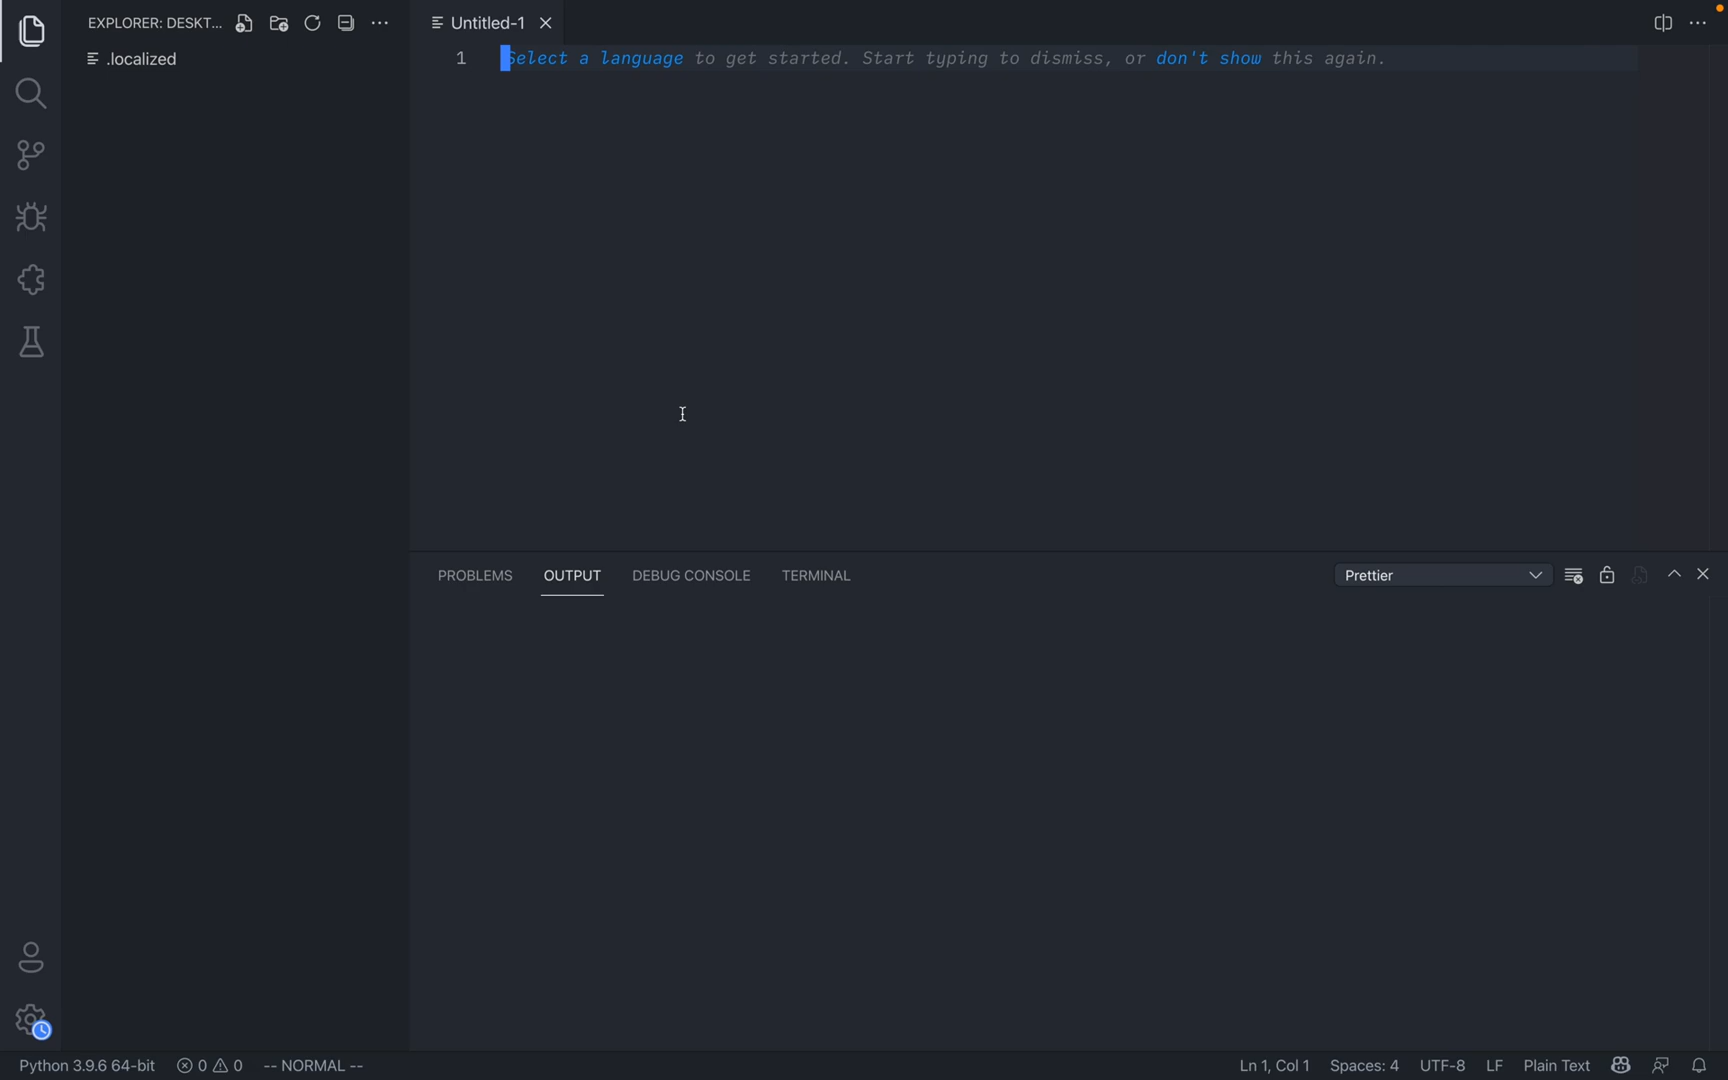 EXPLORER: DESKT...
.localized
Untitled-1
1
Select a language to get started. Start typing to dismiss, or don't show this again.
PROBLEMS OUTPUT DEBUG CONSOLE TERMINAL Prettier
Python 3.9.6 64-bit 0 0 -- NORMAL -- Ln 1, Col 1 Spaces: 4 UTF-8 LF Plain Text